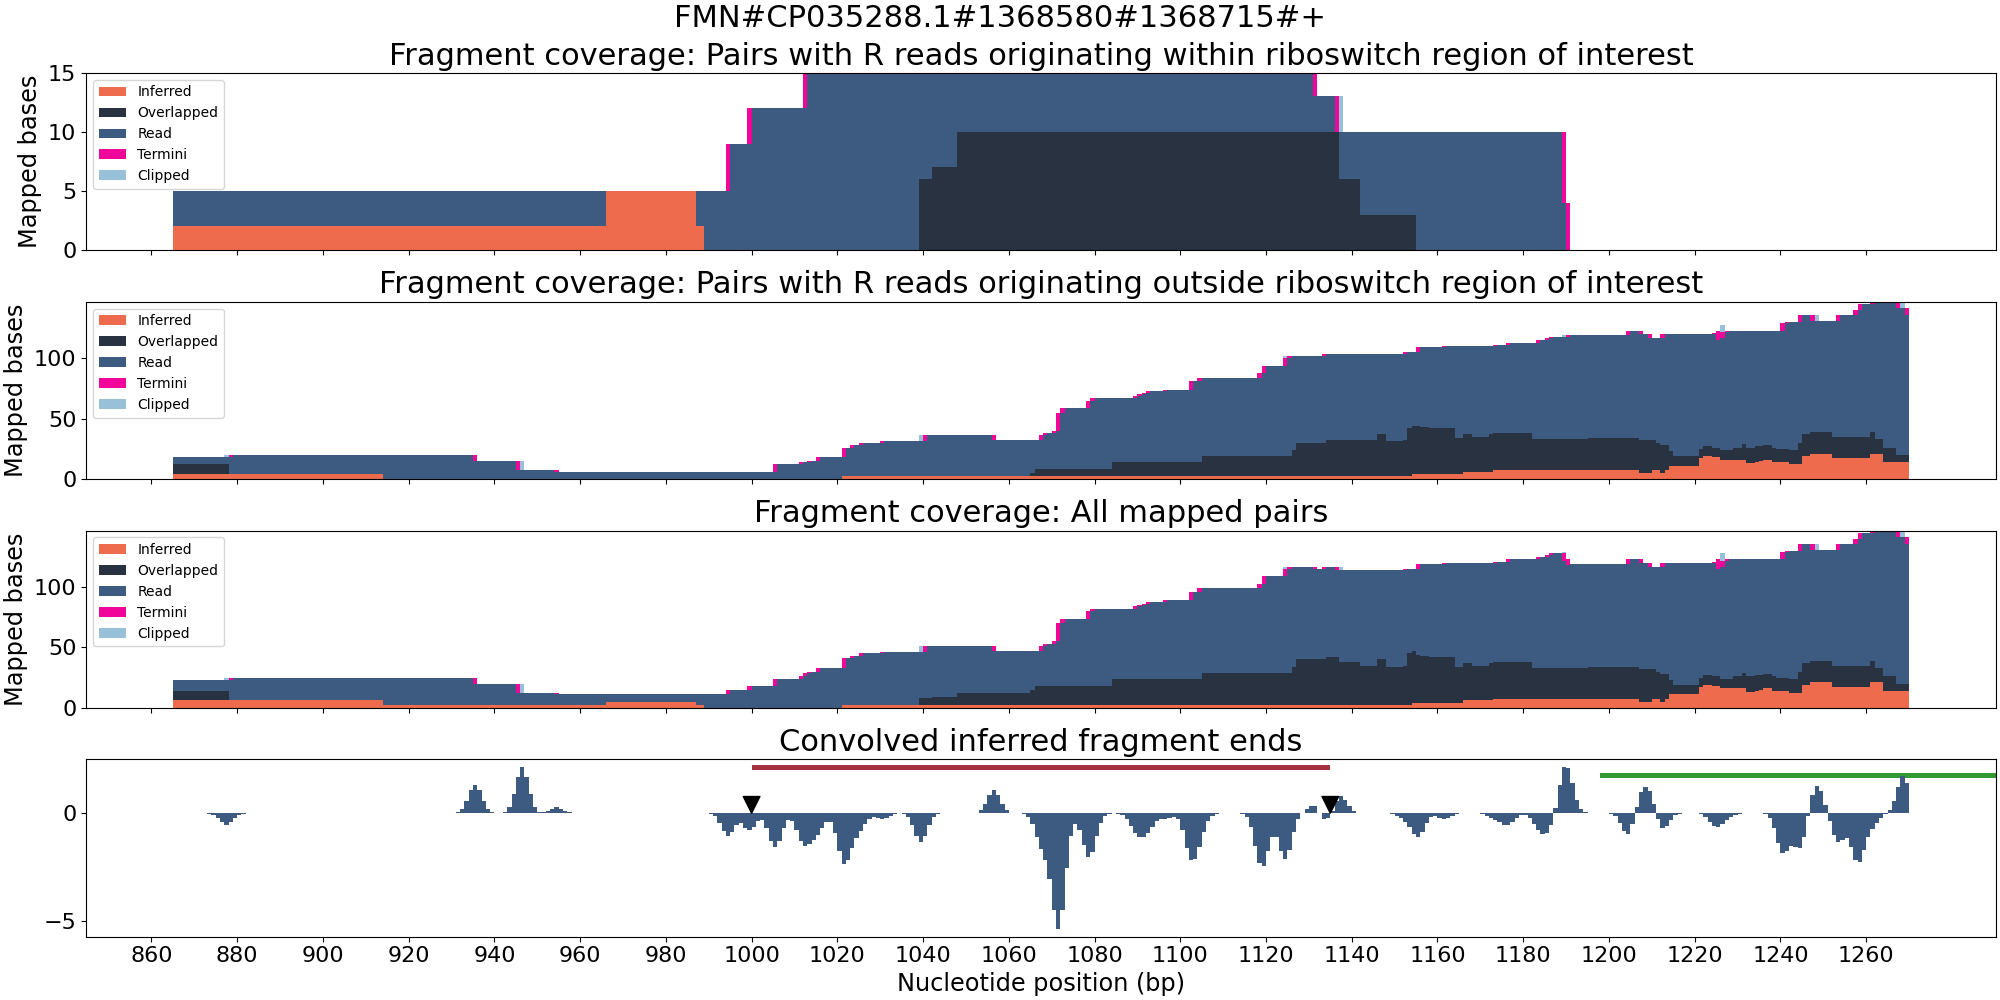 FMN#CP035288.1#1368580#1368715#+
Fragment coverage: Pairs with R reads originating within riboswitch region of interest
Mapped bases
15
10
5
0
Inferred
Overlapped
Read
Termini
Clipped
Fragment coverage: Pairs with R reads originating outside riboswitch region of interest
Mapped bases
100
50
0
Inferred
Overlapped
Read
Termini
Clipped
Fragment coverage: All mapped pairs
Mapped bases
100
50
0
Inferred
Overlapped
Read
Termini
Clipped
Convolved inferred fragment ends
0
−5
860 880 900 920 940 960 980 1000 1020 1040 1060 1080 1100 1120 1140 1160 1180 1200 1220 1240 1260
Nucleotide position (bp)